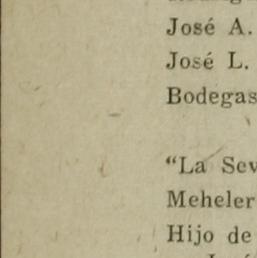 José A.
José L.
Bodegas
“La Sev
Meheler
Hijo de